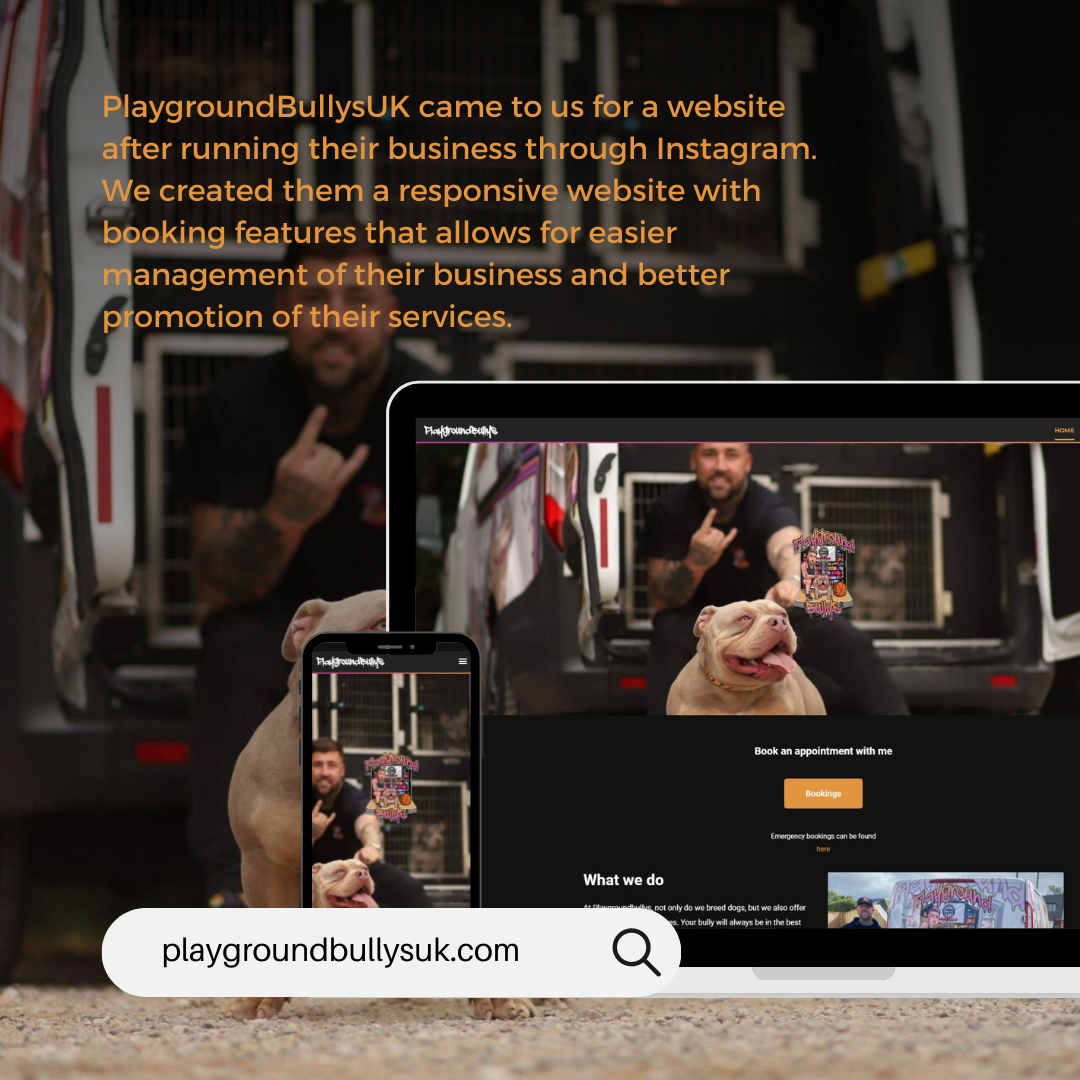 PlaygroundBullysUK came to us for a website
after running their business through Instagram.
We created them a responsive website with
booking features that allows for easier
management of their business and better
promotion of their services.
PlaygroundBullys
HOME
Playground
Bullys
Book an appointment with me
Bookings
Emergency bookings can be found
here
What we do
At Playgroundbullys, not only do we breed dogs, but we also offer
Your bully will always be in the best
Playground
PlaygroundBullys
Playground
Bullys
playgroundbullysuk.com